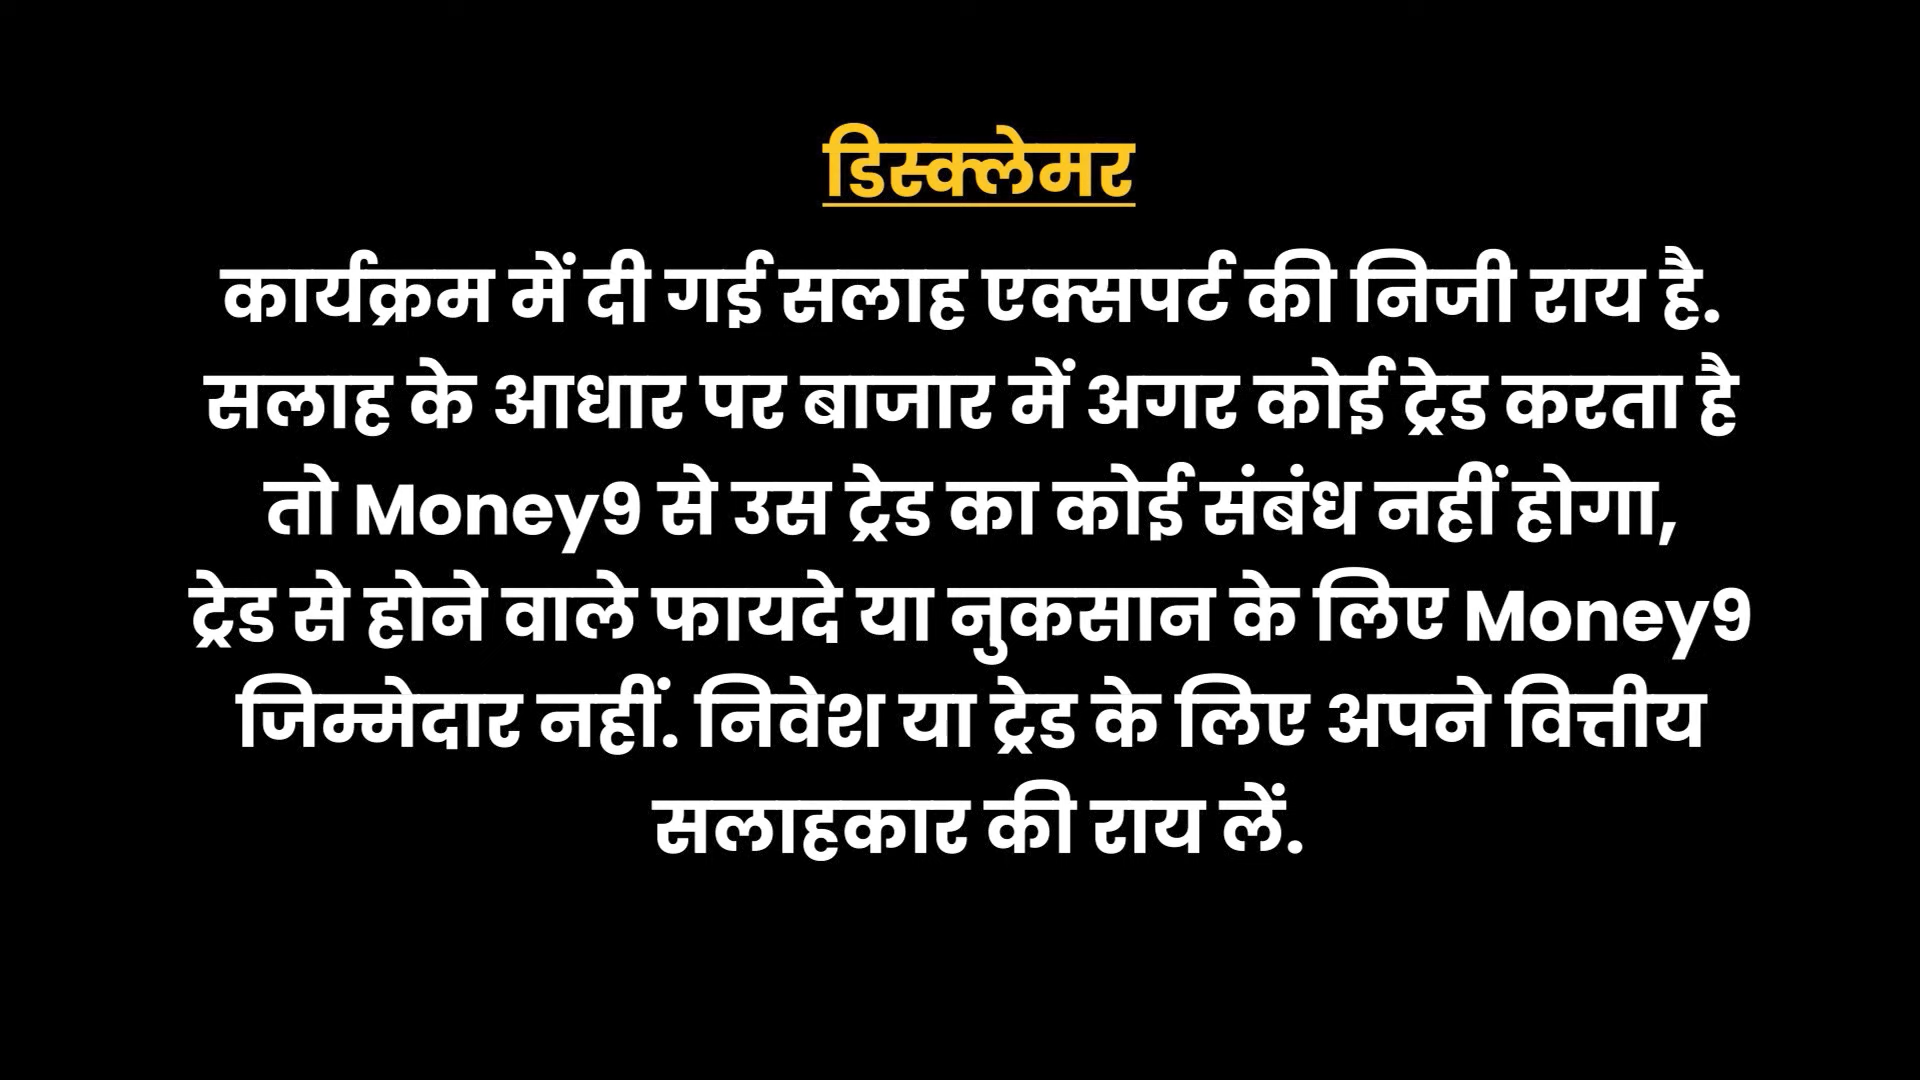 डिस्क्लेमर
कार्यक्रम में दी गई सलाह एक्सपर्ट की निजी राय है.
सलाह के आधार पर बाजार में अगर कोई ट्रेड करता है
तो Money9 से उस ट्रेड का कोई संबंध नहीं होगा,
ट्रेड से होने वाले फायदे या नुकसान के लिए Money9
जिम्मेदार नहीं. निवेश या ट्रेड के लिए अपने वित्तीय
सलाहकार की राय लें.